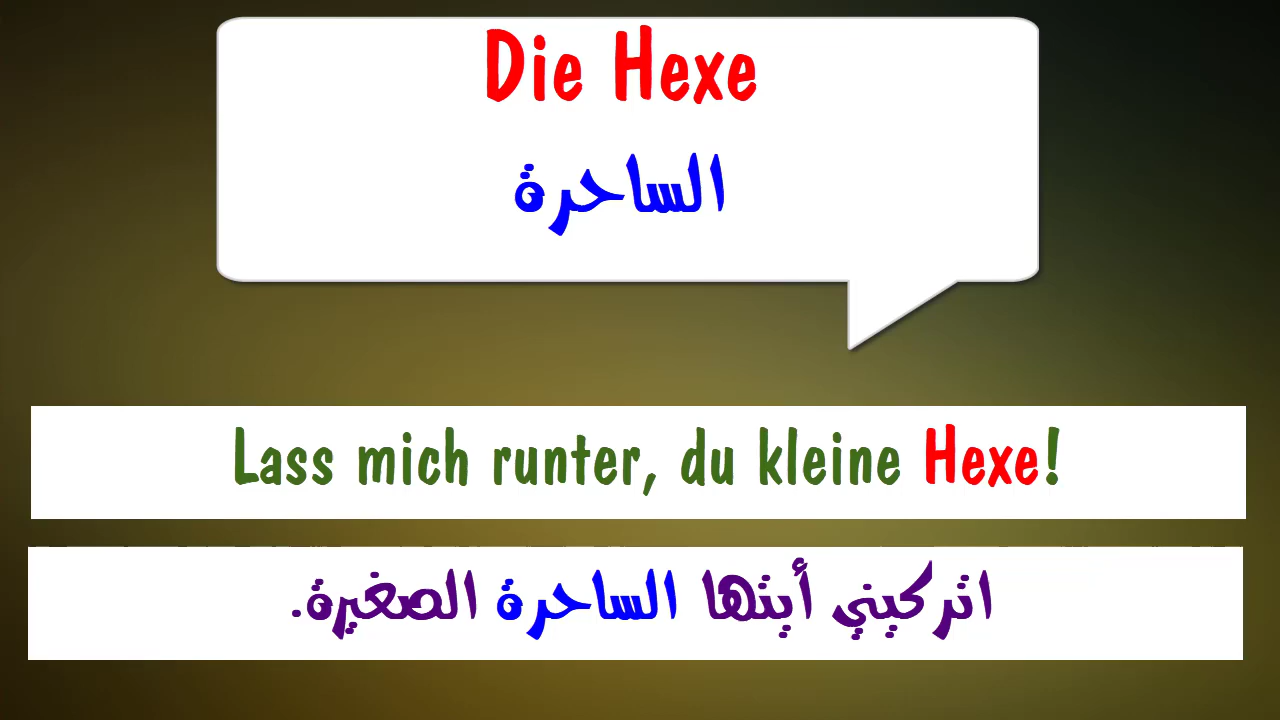 Die Hexe
الساحرة
Lass mich runter, du kleine Hexe!
اتركيني أيتها الساحرة الصغيرة.